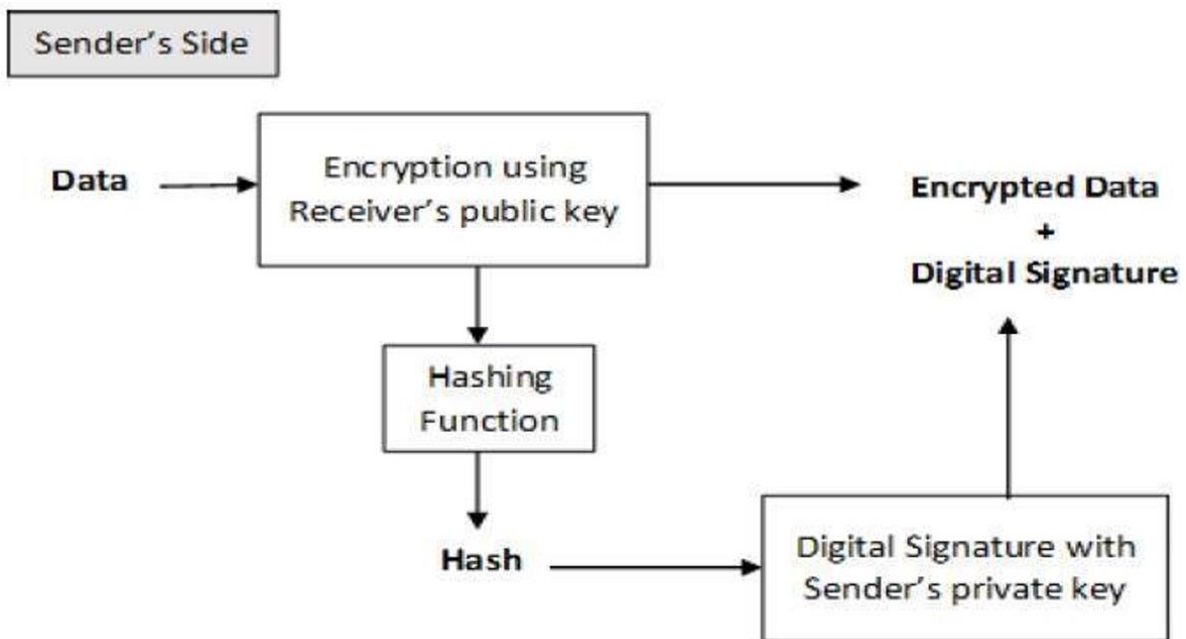 Sender’s Side
Data
Encryption using
Receiver’s public key
Encrypted Data
+
Digital Signature
Hashing
Function
Hash
Digital Signature with
Sender’s private key